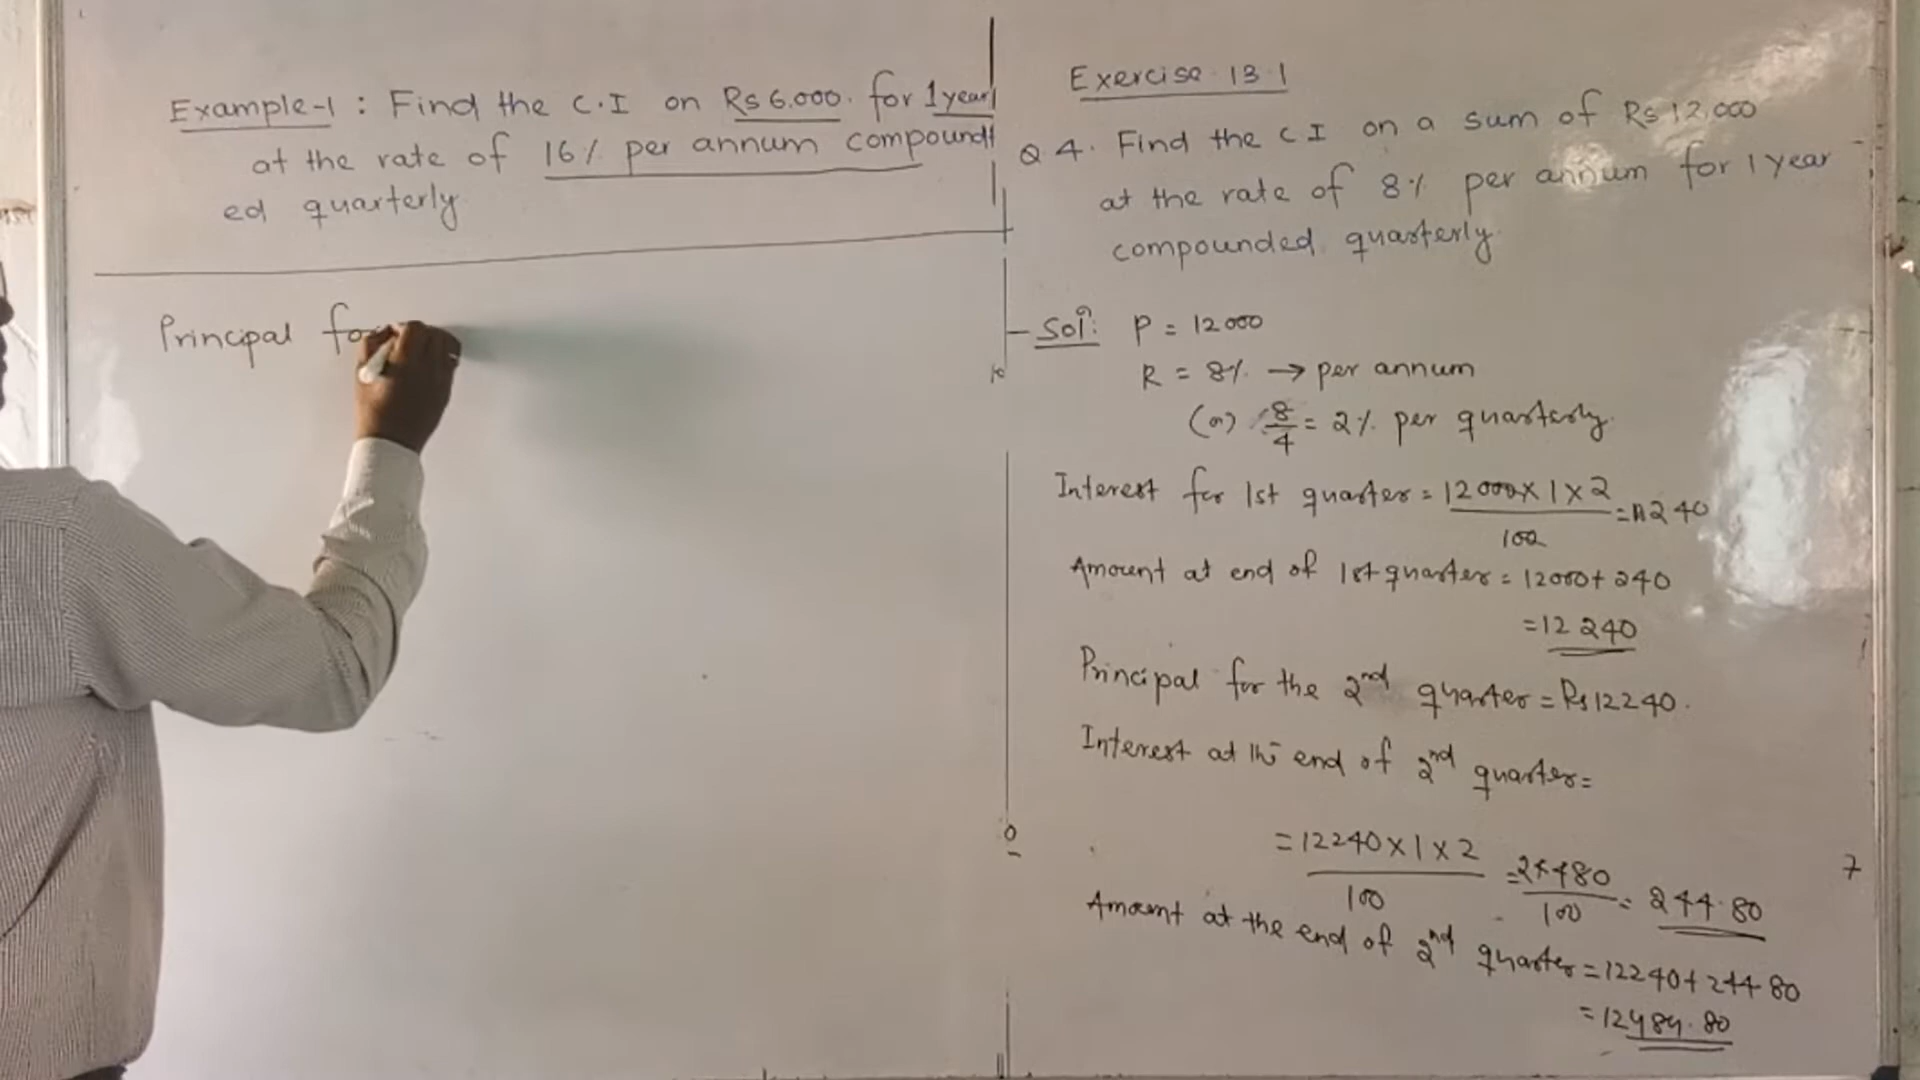 Example-1 : Find the C.I on Rs 6.000. for 1 year
at the rate of 16% per annum compound
ed quarterly
Principal for
Exercise 13.1
Q 4. Find the C I on a sum of Rs 12,000
at the rate of 8% per annum for 1 year
compounded quarterly
Sol: P = 12000
R = 8% → per annum
(or) 8/4 = 2% per quarterly.
Interest for 1st quarter = 12000 x 1 x 2 / 100 = Rs 240
Amount at end of 1st quarter = 12000 + 240
= 12 240
Principal for the 2nd quarter = Rs 12240.
Interest at the end of 2nd quarter =
= 12240 x 1 x 2 / 100 = 24480 / 100 = 244.80
Amount at the end of 2nd quarter = 12240 + 244.80
= 12484.80